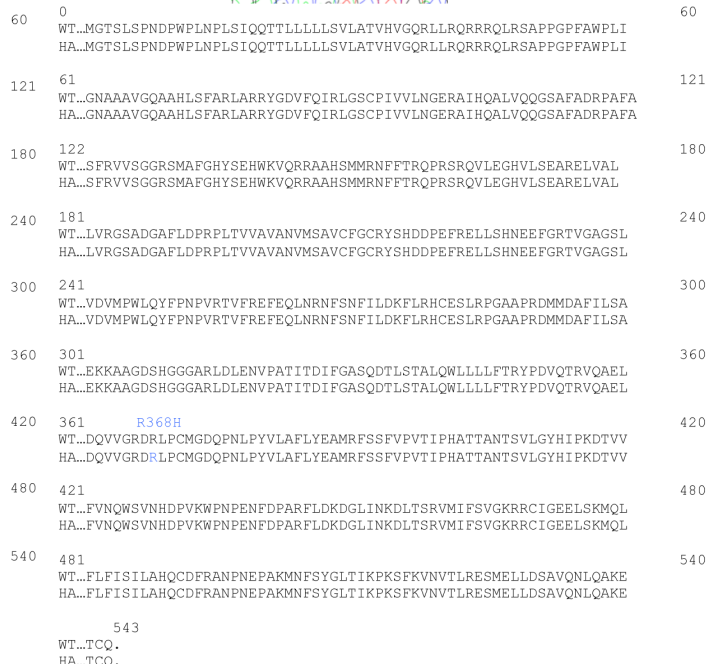 0
60 60
WT…MGTSLSPNDPWPLNPLSIQQTTLLLLLSVLATVHVGQRLLRQRRRQLRSAPPGPFAWPLI
HA…MGTSLSPNDPWPLNPLSIQQTTLLLLLSVLATVHVGQRLLRQRRRQLRSAPPGPFAWPLI
61
121 121
WT…GNAAAVGQAAHLSFARLARRYGDVFQIRLGSCPIVVLNGERAIHQALVQQGSAFADRPAFA
HA…GNAAAVGQAAHLSFARLARRYGDVFQIRLGSCPIVVLNGERAIHQALVQQGSAFADRPAFA
122
180 180
WT…SFRVVSGGRSMAFGHYSEHWKVQRRAAHSMMRNFFTRQPRSRQVLEGHVLSEARELVAL
HA…SFRVVSGGRSMAFGHYSEHWKVQRRAAHSMMRNFFTRQPRSRQVLEGHVLSEARELVAL
181
240 240
WT…LVRGSADGAFLDPRPLTVVAVANVMSAVCFGCRYSHDDPEFRELLSHNEEFGRTVGAGSL
HA…LVRGSADGAFLDPRPLTVVAVANVMSAVCFGCRYSHDDPEFRELLSHNEEFGRTVGAGSL
241
300 300
WT…VDVMPWLQYFPNPVRTVFREFEQLNRNFSNFILDKFLRHCESLRPGAAPRDMMDAFILSA
HA…VDVMPWLQYFPNPVRTVFREFEQLNRNFSNFILDKFLRHCESLRPGAAPRDMMDAFILSA
301
360 360
WT…EKKAAGDSHGGGARLDLENVPATITDIFGASQDTLSTALQWLLLLFTRYPDVQTRVQAEL
HA…EKKAAGDSHGGGARLDLENVPATITDIFGASQDTLSTALQWLLLLFTRYPDVQTRVQAEL
420 361 R368H 420
WT…DQVVGRDRLPCMGDQPNLPYVLAFLYEAMRFSSFVPVTIPHATTANTSVLGYHIPKDTVV
HA…DQVVGRDRLPCMGDQPNLPYVLAFLYEAMRFSSFVPVTIPHATTANTSVLGYHIPKDTVV
480 421 480
WT…FVNQWSVNHDPVKWPNPENFDPARFLDKDGLINKDLTSRVMIFSVGKRRCIGEELSKMQL
HA…FVNQWSVNHDPVKWPNPENFDPARFLDKDGLINKDLTSRVMIFSVGKRRCIGEELSKMQL
540 481 540
WT…FLFISILAHQCDFRANPNEPAKMNFSYGLTIKPKSFKVNVTLRESMELLDSAVQNLQAKE
HA…FLFISILAHQCDFRANPNEPAKMNFSYGLTIKPKSFKVNVTLRESMELLDSAVQNLQAKE
543
WT…TCQ.
HA…TCQ.